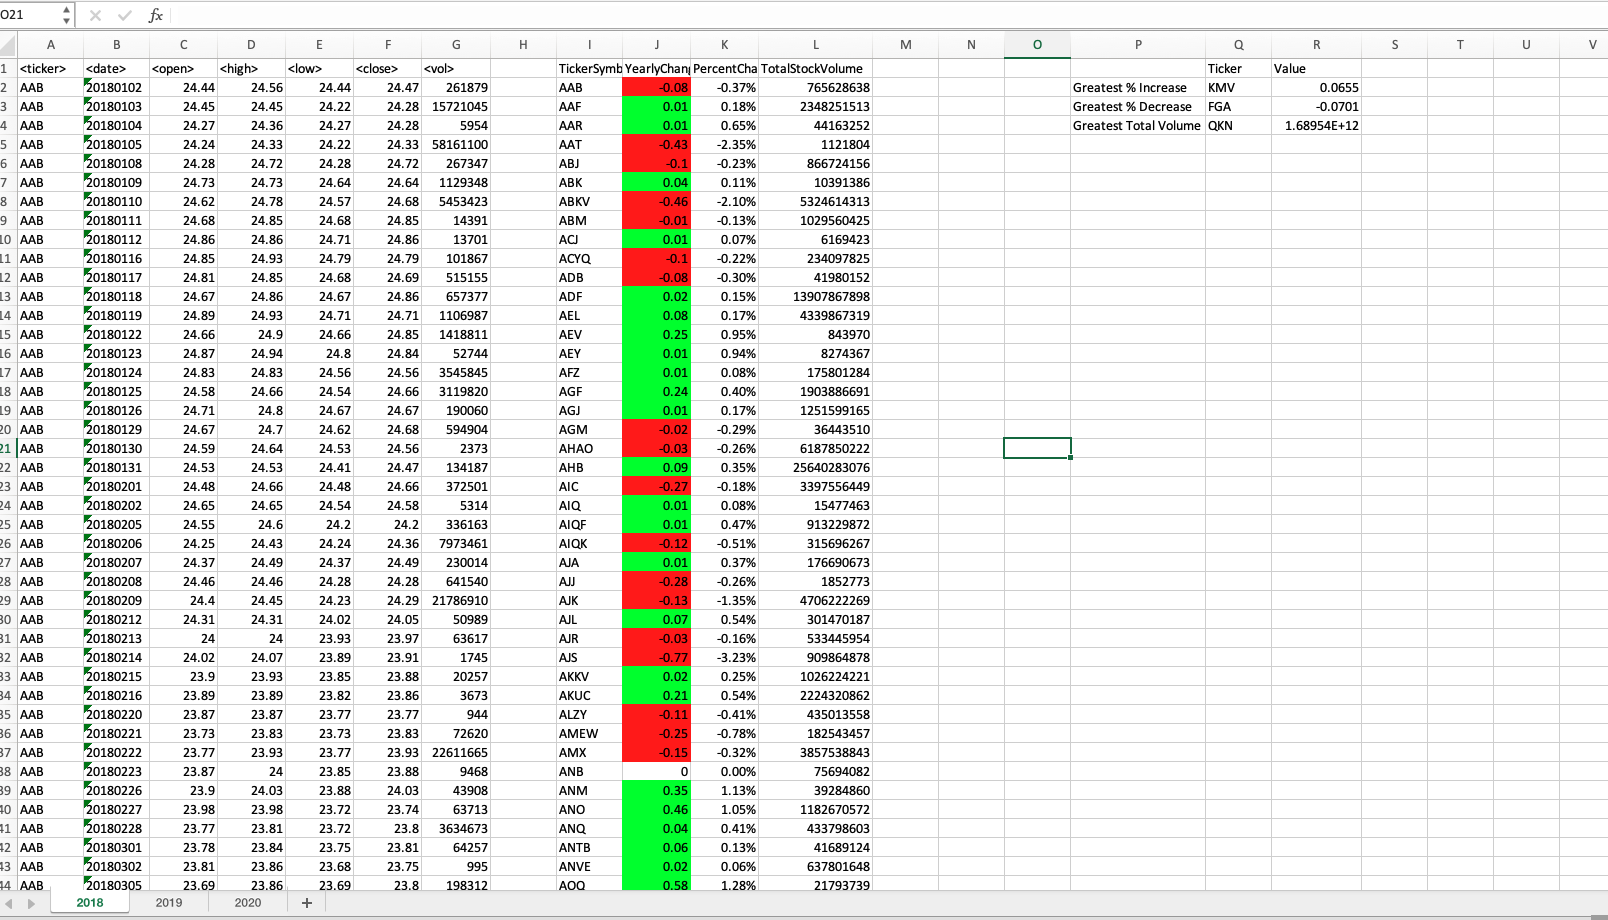 O21 fx
A B C D E F G H I J K L M N O P Q R S T U V
1 <ticker> <date> <open> <high> <low> <close> <vol> TickerSymb YearlyChan PercentCha TotalStockVolume Ticker Value
2 AAB 20180102 24.44 24.56 24.44 24.47 261879 AAB -0.08 -0.37% 765628638 Greatest % Increase KMV 0.0655
3 AAB 20180103 24.45 24.45 24.22 24.28 15721045 AAF 0.01 0.18% 2348251513 Greatest % Decrease FGA -0.0701
4 AAB 20180104 24.27 24.36 24.27 24.28 5954 AAR 0.01 0.65% 44163252 Greatest Total Volume QKN 1.68954E+12
5 AAB 20180105 24.24 24.33 24.22 24.33 58161100 AAT -0.43 -2.35% 1121804
6 AAB 20180108 24.28 24.72 24.28 24.72 267347 ABJ -0.1 -0.23% 866724156
7 AAB 20180109 24.73 24.73 24.64 24.64 1129348 ABK 0.04 0.11% 10391386
8 AAB 20180110 24.62 24.78 24.57 24.68 5453423 ABKV -0.46 -2.10% 5324614313
9 AAB 20180111 24.68 24.85 24.68 24.85 14391 ABM -0.01 -0.13% 1029560425
10 AAB 20180112 24.86 24.86 24.71 24.86 13701 ACJ 0.01 0.07% 6169423
11 AAB 20180116 24.85 24.93 24.79 24.79 101867 ACYQ -0.1 -0.22% 234097825
12 AAB 20180117 24.81 24.85 24.68 24.69 515155 ADB -0.08 -0.30% 41980152
13 AAB 20180118 24.67 24.86 24.67 24.86 657377 ADF 0.02 0.15% 13907867898
14 AAB 20180119 24.89 24.93 24.71 24.71 1106987 AEL 0.08 0.17% 4339867319
15 AAB 20180122 24.66 24.9 24.66 24.85 1418811 AEV 0.25 0.95% 843970
16 AAB 20180123 24.87 24.94 24.8 24.84 52744 AEY 0.01 0.94% 8274367
17 AAB 20180124 24.83 24.83 24.56 24.56 3545845 AFZ 0.01 0.08% 175801284
18 AAB 20180125 24.58 24.66 24.54 24.66 3119820 AGF 0.24 0.40% 1903886691
19 AAB 20180126 24.71 24.8 24.67 24.67 190060 AGJ 0.01 0.17% 1251599165
20 AAB 20180129 24.67 24.7 24.62 24.68 594904 AGM -0.02 -0.29% 36443510
21 AAB 20180130 24.59 24.64 24.53 24.56 2373 AHAO -0.03 -0.26% 6187850222
22 AAB 20180131 24.53 24.53 24.41 24.47 134187 AHB 0.09 0.35% 25640283076
23 AAB 20180201 24.48 24.66 24.48 24.66 372501 AIC -0.27 -0.18% 3397556449
24 AAB 20180202 24.65 24.65 24.54 24.58 5314 AIQ 0.01 0.08% 15477463
25 AAB 20180205 24.55 24.6 24.2 24.2 336163 AIQF 0.01 0.47% 913229872
26 AAB 20180206 24.25 24.43 24.24 24.36 7973461 AIQK -0.12 -0.51% 315696267
27 AAB 20180207 24.37 24.49 24.37 24.49 230014 AJA 0.01 0.37% 176690673
28 AAB 20180208 24.46 24.46 24.28 24.28 641540 AJJ -0.28 -0.26% 1852773
29 AAB 20180209 24.4 24.45 24.23 24.29 21786910 AJK -0.13 -1.35% 4706222269
30 AAB 20180212 24.31 24.31 24.02 24.05 50989 AJL 0.07 0.54% 301470187
31 AAB 20180213 24 24 23.93 23.97 63617 AJR -0.03 -0.16% 533445954
32 AAB 20180214 24.02 24.07 23.89 23.91 1745 AJS -0.77 -3.23% 909864878
33 AAB 20180215 23.9 23.93 23.85 23.88 20257 AKKV 0.02 0.25% 1026224221
34 AAB 20180216 23.89 23.89 23.82 23.86 3673 AKUC 0.21 0.54% 2224320862
35 AAB 20180220 23.87 23.87 23.77 23.77 944 ALZY -0.11 -0.41% 435013558
36 AAB 20180221 23.73 23.83 23.73 23.83 72620 AMEW -0.25 -0.78% 182543457
37 AAB 20180222 23.77 23.93 23.77 23.93 22611665 AMX -0.15 -0.32% 3857538843
38 AAB 20180223 23.87 24 23.85 23.88 9468 ANB 0 0.00% 75694082
39 AAB 20180226 23.9 24.03 23.88 24.03 43908 ANM 0.35 1.13% 39284860
40 AAB 20180227 23.98 23.98 23.72 23.74 63713 ANO 0.46 1.05% 1182670572
41 AAB 20180228 23.77 23.81 23.72 23.8 3634673 ANQ 0.04 0.41% 433798603
42 AAB 20180301 23.78 23.84 23.75 23.81 64257 ANTB 0.06 0.13% 41689124
43 AAB 20180302 23.81 23.86 23.68 23.75 995 ANVE 0.02 0.06% 637801648
44 AAB 20180305 23.69 23.86 23.69 23.8 198312 AOO 0.58 1.28% 21793739
2018 2019 2020 +